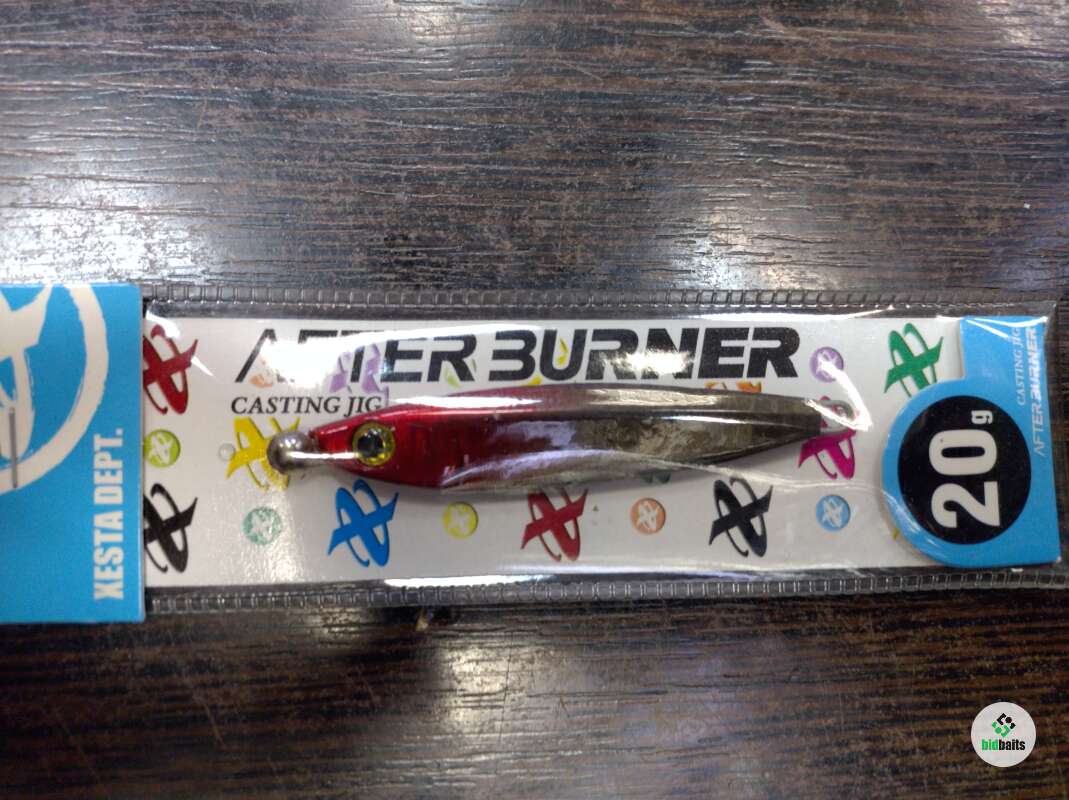 AFTER BURNER
CASTING JIG
XESTA DEPT.
20g
CASTING JIG
AFTER BURNER
bidbaits